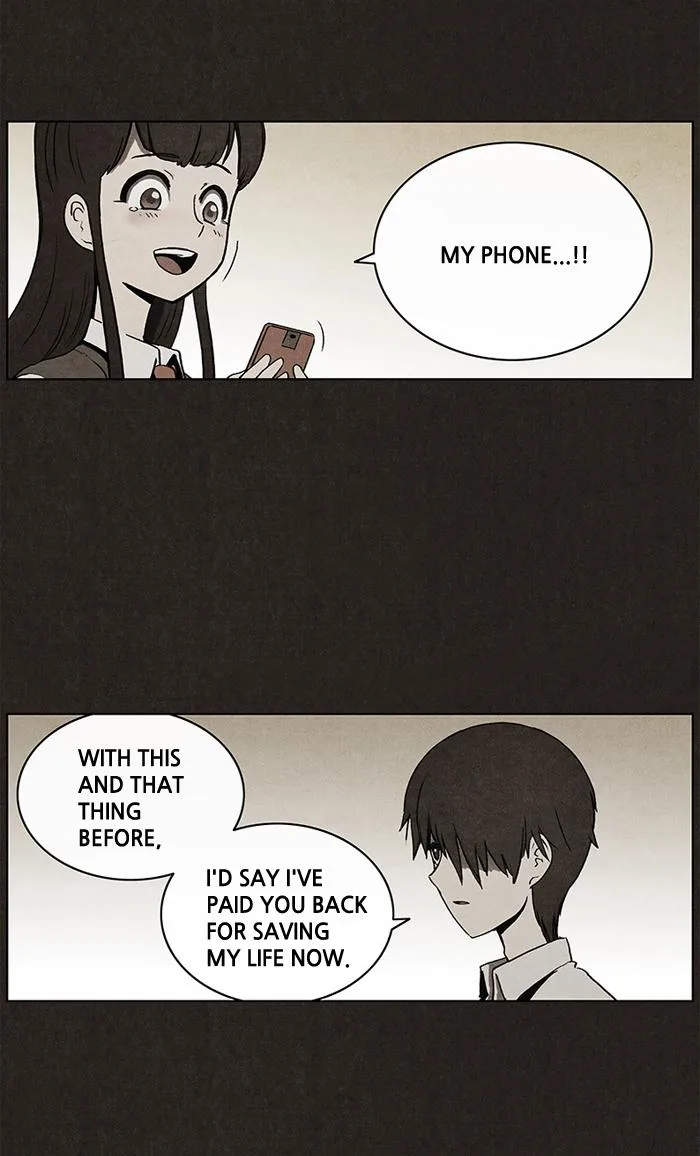 MY PHONE...!!
WITH THIS
AND THAT
THING
BEFORE,
I'D SAY I'VE
PAID YOU BACK
FOR SAVING
MY LIFE NOW.